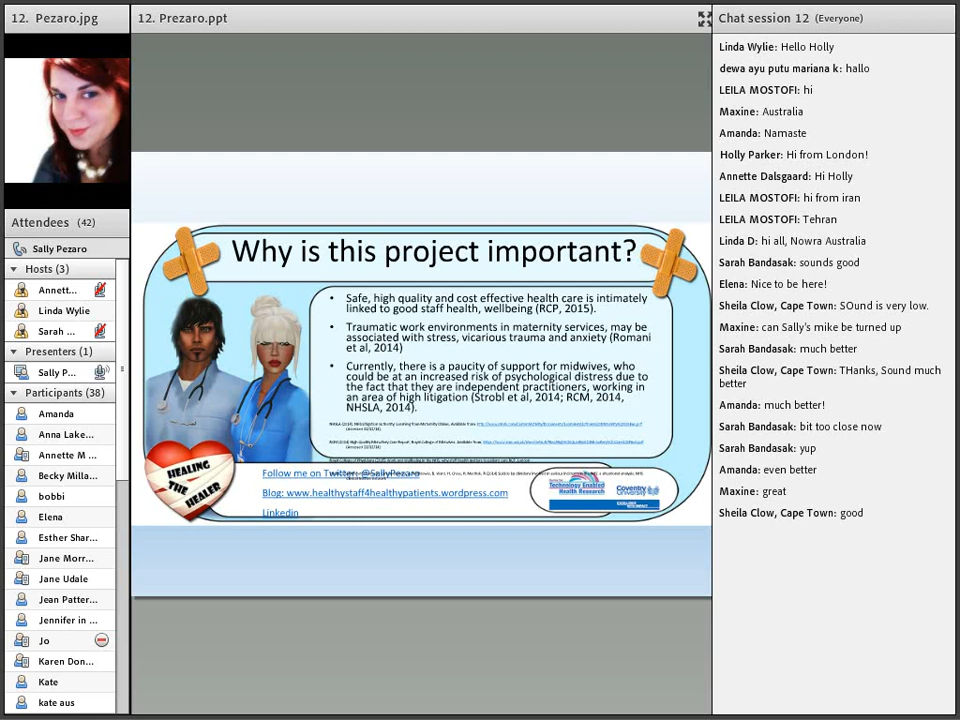 12. Pezaro.jpg
12. Prezaro.ppt
Chat session 12 (Everyone)
Attendees (42)
Sally Pezaro
Hosts (3)
Annett...
Linda Wylie
Sarah ...
Presenters (1)
Sally P...
Participants (38)
Amanda
Anna Lake...
Annette M ...
Becky Milla...
bobbi
Elena
Esther Shar...
Jane Morr...
Jane Udale
Jean Patter...
Jennifer in ...
Jo
Karen Don...
Kate
kate aus
Why is this project important?
• Safe, high quality and cost effective health care is intimately
linked to good staff health, wellbeing (RCP, 2015).
• Traumatic work environments in maternity services, may be
associated with stress, vicarious trauma and anxiety (Romani
et al, 2014)
• Currently, there is a paucity of support for midwives, who
could be at an increased risk of psychological distress due to
the fact that they are independent practitioners, working in
an area of high litigation (Strobl et al, 2014; RCM, 2014,
NHSLA, 2014).
HEALING
THE
HEALER
Follow me on Twitter: @SallyPezaro
Blog: www.healthystaff4healthypatients.wordpress.com
Linkedin
Technology Enabled
Health Research
Coventry
University
Linda Wylie: Hello Holly
dewa ayu putu mariana k: hallo
LEILA MOSTOFI: hi
Maxine: Australia
Amanda: Namaste
Holly Parker: Hi from London!
Annette Dalsgaard: Hi Holly
LEILA MOSTOFI: hi from iran
LEILA MOSTOFI: Tehran
Linda D: hi all, Nowra Australia
Sarah Bandasak: sounds good
Elena: Nice to be here!
Sheila Clow, Cape Town: SOund is very low.
Maxine: can Sally's mike be turned up
Sarah Bandasak: much better
Sheila Clow, Cape Town: THanks, Sound much
better
Amanda: much better!
Sarah Bandasak: bit too close now
Sarah Bandasak: yup
Amanda: even better
Maxine: great
Sheila Clow, Cape Town: good